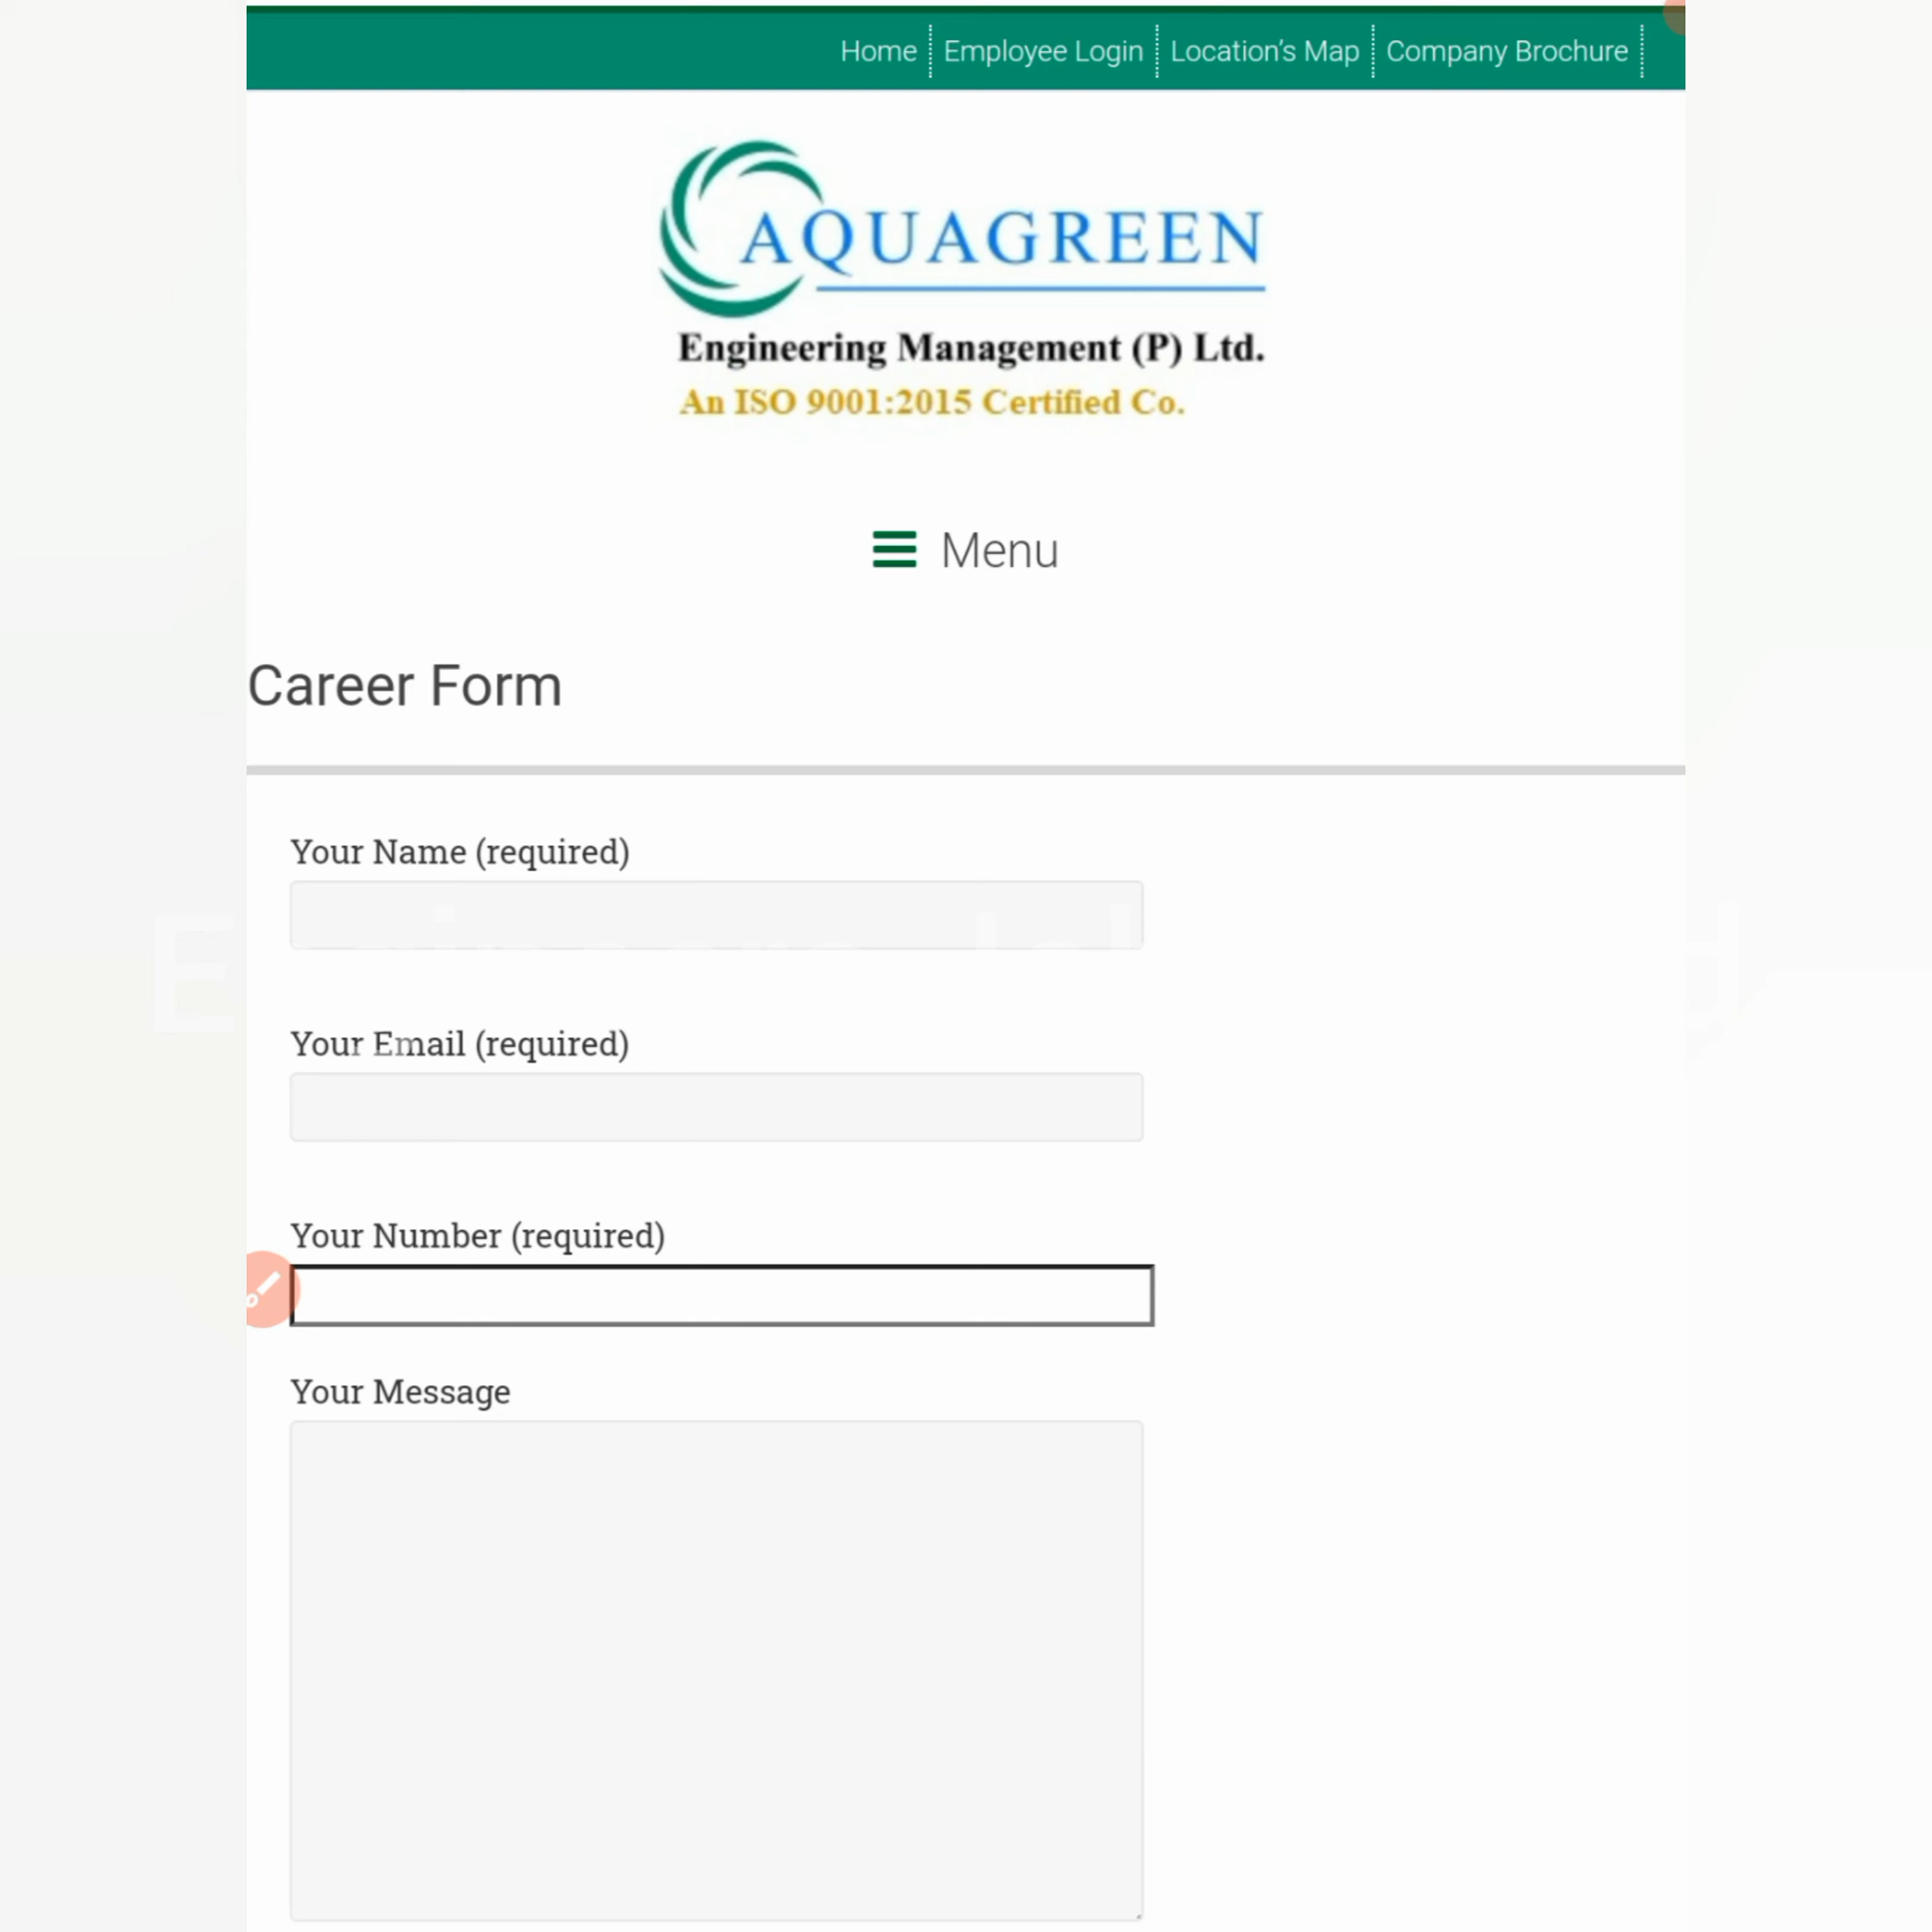 Home Employee Login Location's Map Company Brochure
AQUAGREEN
Engineering Management (P) Ltd.
An ISO 9001:2015 Certified Co.
Menu
Career Form
Your Name (required)
Your Email (required)
Your Number (required)
Your Message